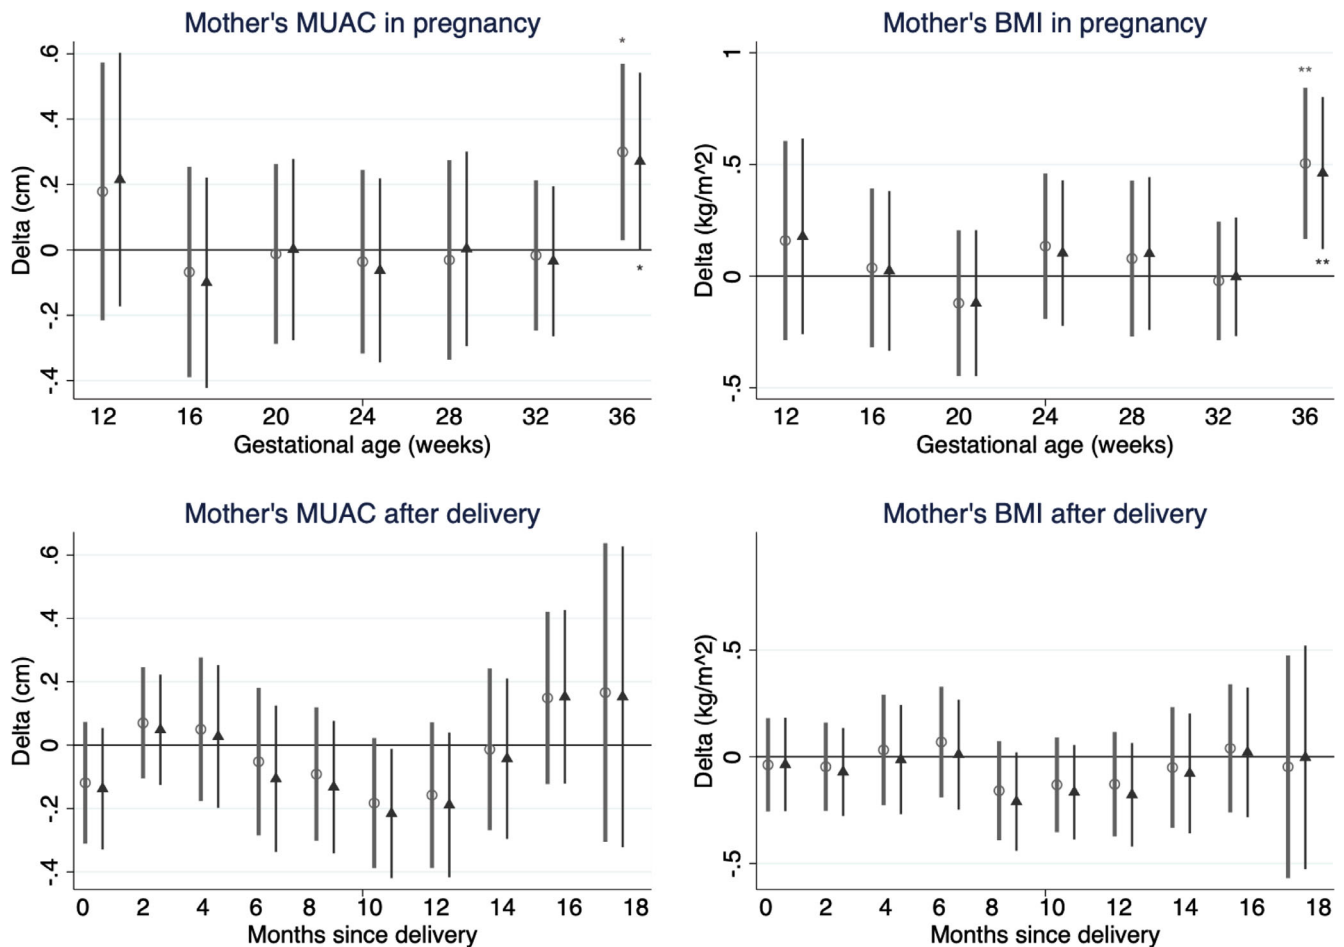 Mother's MUAC in pregnancy
Delta (cm)
.6
.4
.2
0
-.2
-.4
*
*
12 16 20 24 28 32 36
Gestational age (weeks)
Mother's BMI in pregnancy
Delta (kg/m^2)
1
.5
0
-.5
**
**
12 16 20 24 28 32 36
Gestational age (weeks)
Mother's MUAC after delivery
Delta (cm)
.6
.4
.2
0
-.2
-.4
0 2 4 6 8 10 12 14 16 18
Months since delivery
Mother's BMI after delivery
Delta (kg/m^2)
.5
0
-.5
0 2 4 6 8 10 12 14 16 18
Months since delivery